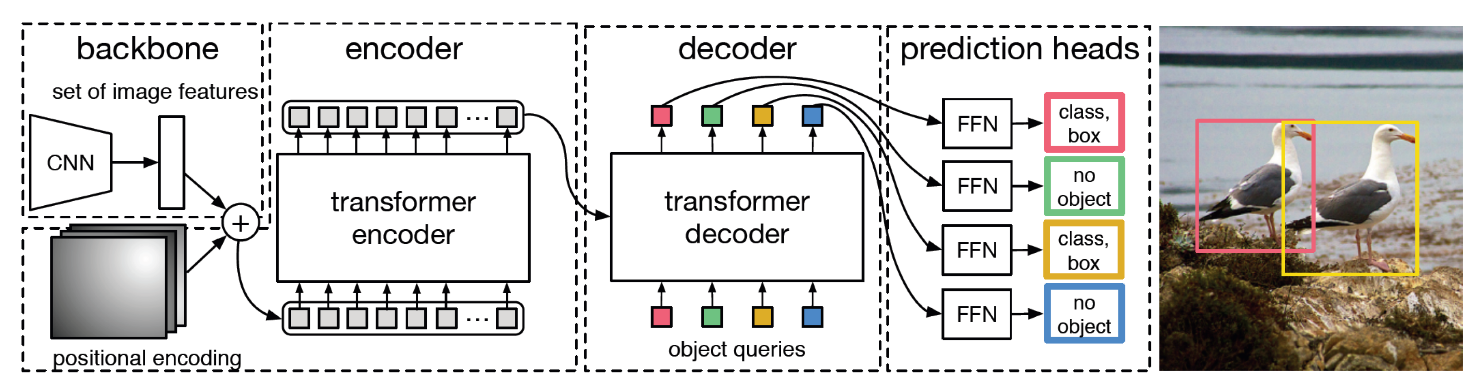 backbone
set of image features
CNN
+
positional encoding
encoder
...
transformer
encoder
...
decoder
transformer
decoder
object queries
prediction heads
FFN
class,
box
FFN
no
object
FFN
class,
box
FFN
no
object